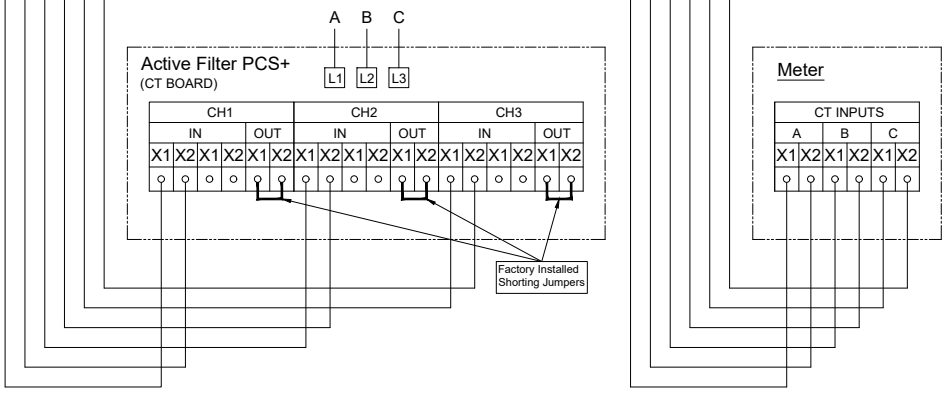 A B C
Active Filter PCS+
(CT BOARD)
L1 L2 L3
CH1 CH2 CH3
IN OUT IN OUT IN OUT
X1 X2 X1 X2 X1 X2 X1 X2 X1 X2 X1 X2 X1 X2 X1 X2 X1 X2
Factory Installed
Shorting Jumpers
Meter
CT INPUTS
A B C
X1 X2 X1 X2 X1 X2